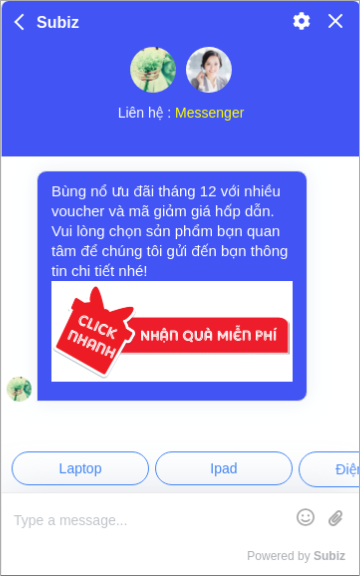 Subiz
Liên hệ : Messenger
Bùng nổ ưu đãi tháng 12 với nhiều
voucher và mã giảm giá hấp dẫn.
Vui lòng chọn sản phẩm bạn quan
tâm để chúng tôi gửi đến bạn thông
tin chi tiết nhé!
CLICK
NHANH
NHẬN QUÀ MIỄN PHÍ
Laptop
Ipad
Type a message...
Powered by Subiz